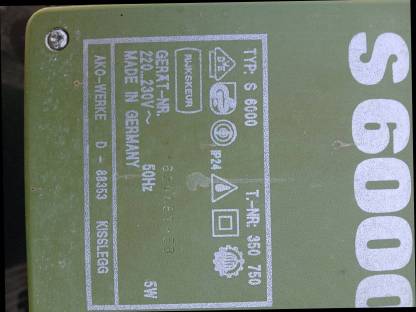 S 6000
TYP: S 6000 T.-NR: 350 750
RIJKSKEUR IP24
GERÄT-NR.
220...230V~ 50Hz 5W
MADE IN GERMANY
AKO-WERKE D - 88353 KISSLEGG